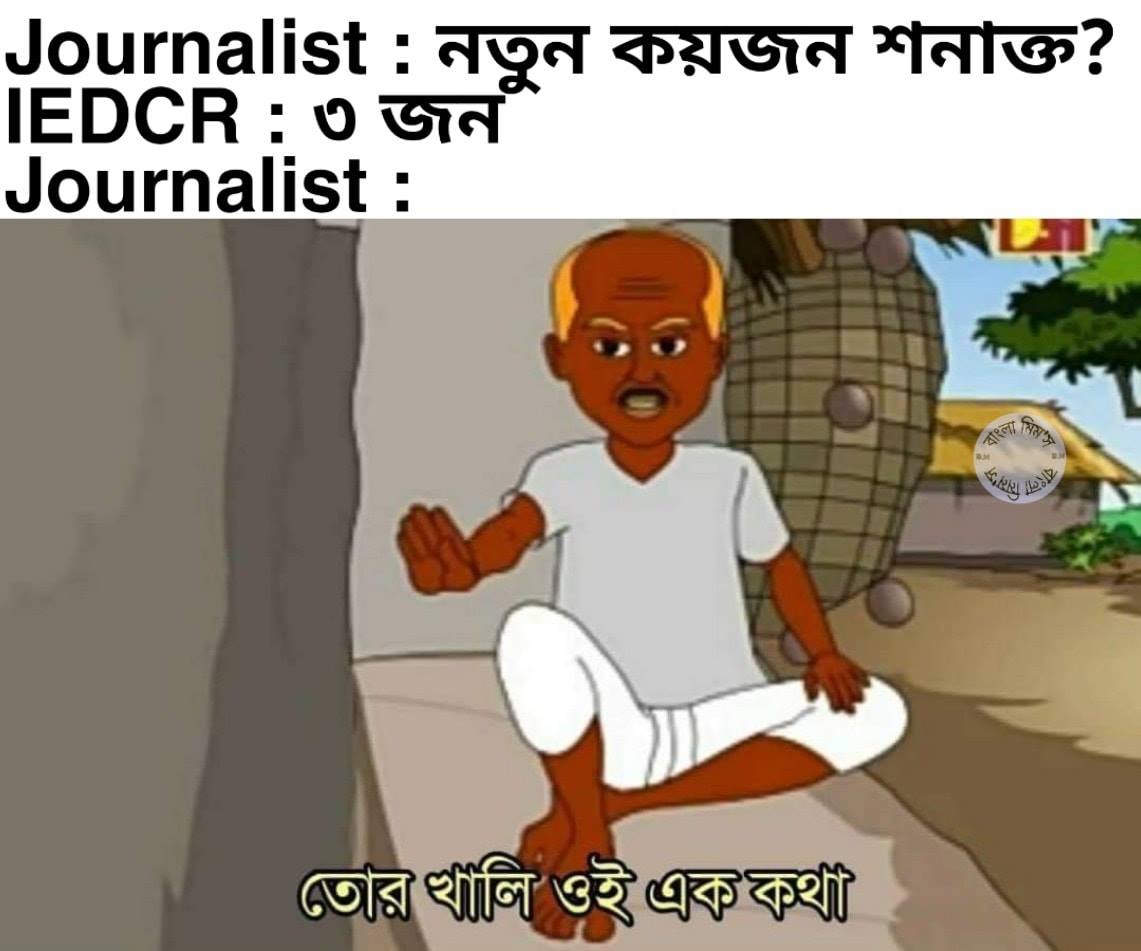 Journalist : নতুন কয়জন শনাক্ত?
IEDCR : ৩ জন
Journalist :
বাংলা মিম'স
B.M
B.M
বাংলা মিম'স
তোর খালি ওই এক কথা